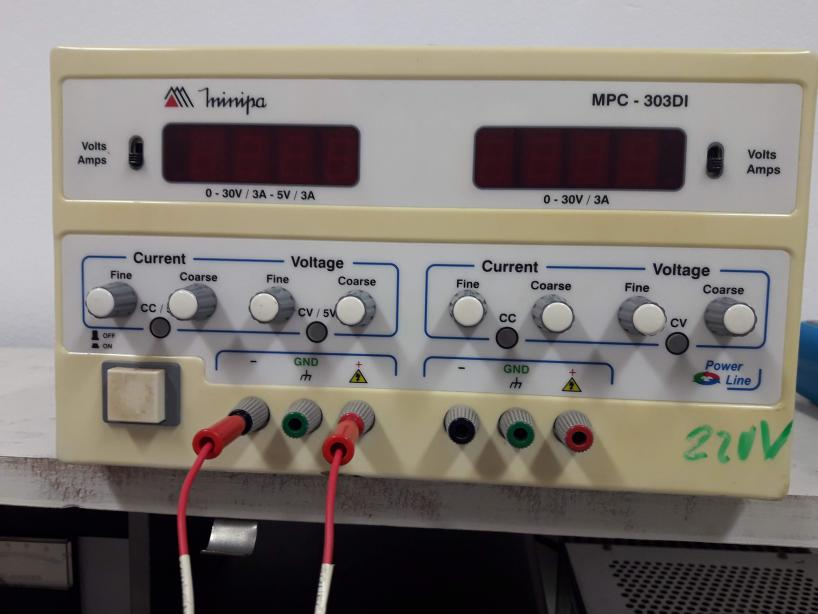 minipa
MPC - 303DI
Volts
Amps
Volts
Amps
0 - 30V / 3A - 5V / 3A
0 - 30V / 3A
Current
Voltage
Fine
Coarse
Fine
Coarse
CC / 5
CV / 5V
OFF
ON
Current
Voltage
Fine
Coarse
Fine
Coarse
CC
CV
-
GND
+
-
GND
+
Power
Line
220V